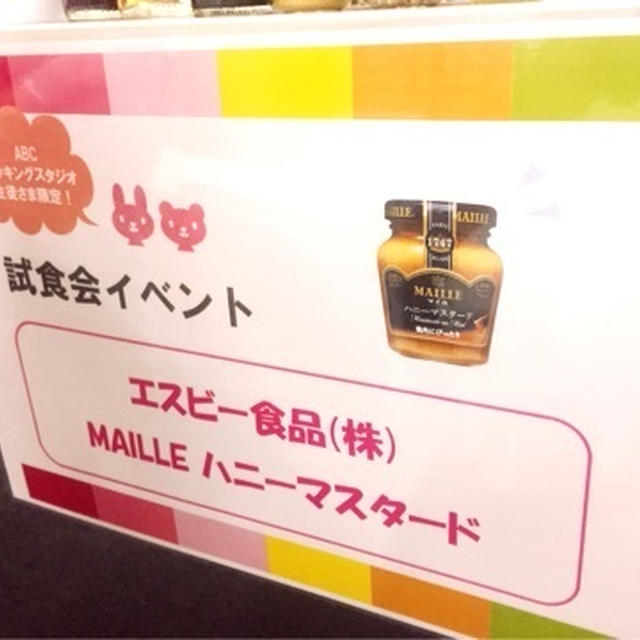 ABC
ッキングスタジオ
生徒さま限定！
試食会イベント
MAILLE
MAILLE
1747
MAILLE
マイユ
ハニーマスタード
エスビー食品(株)
MAILLE ハニーマスタード